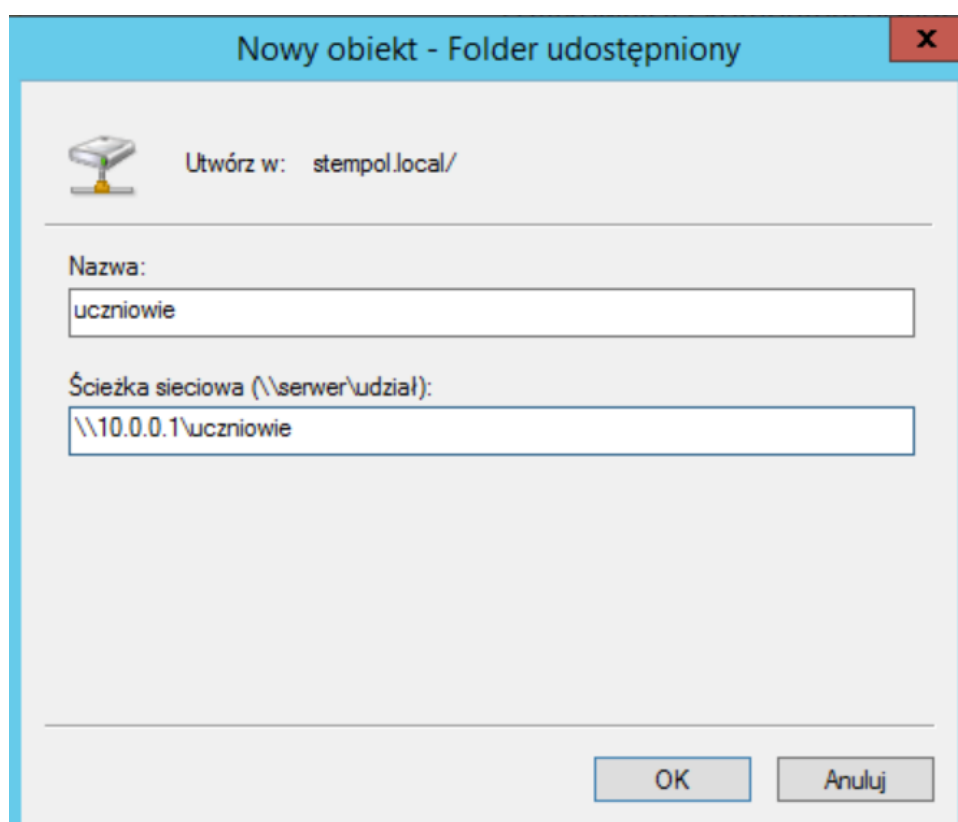 Nowy obiekt - Folder udostępniony
x
Utwórz w: stempol.local/
Nazwa:
uczniowie
Ścieżka sieciowa (\\serwer\udział):
\\10.0.0.1\uczniowie
OK Anuluj